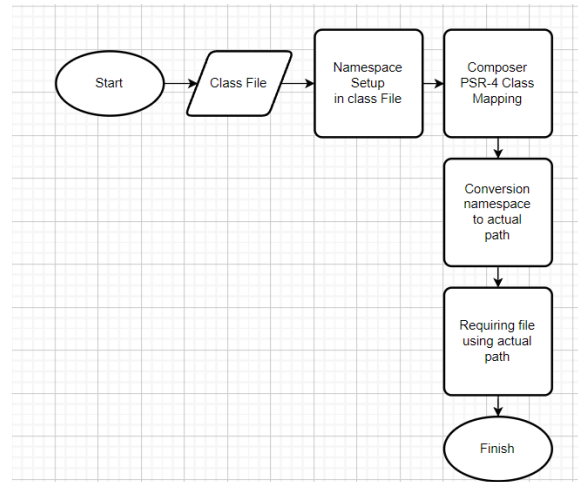 Start
Class File
Namespace
Setup
in class File
Composer
PSR-4 Class
Mapping
Conversion
namespace
to actual
path
Requiring file
using actual
path
Finish